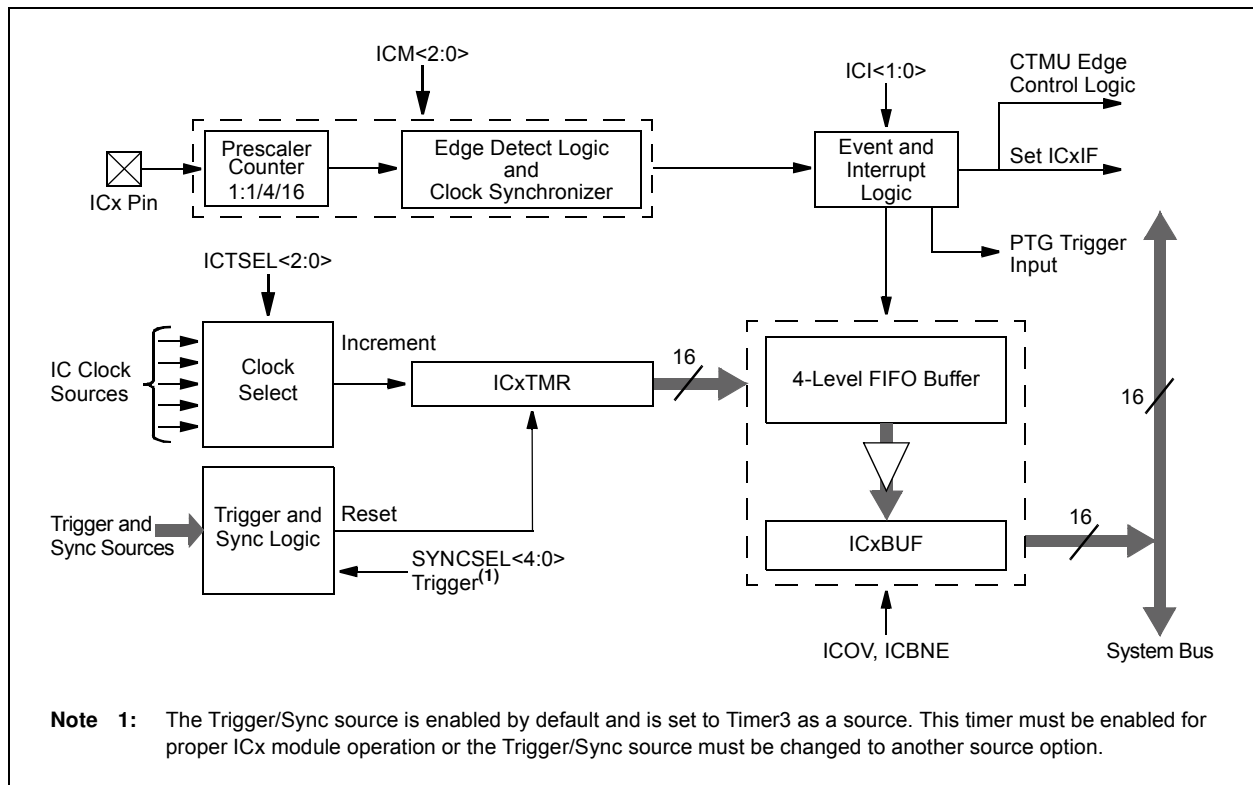 ICM<2:0>
ICI<1:0>
CTMU Edge
Control Logic
Prescaler
Counter
1:1/4/16
Edge Detect Logic
and
Clock Synchronizer
Event and
Interrupt
Logic
Set ICxIF
ICx Pin
PTG Trigger
Input
ICTSEL<2:0>
IC Clock
Sources
Clock
Select
Increment
ICxTMR
16
4-Level FIFO Buffer
16
Trigger and
Sync Sources
Trigger and
Sync Logic
Reset
SYNCSEL<4:0>
Trigger(1)
ICxBUF
16
ICOV, ICBNE
System Bus
Note 1: The Trigger/Sync source is enabled by default and is set to Timer3 as a source. This timer must be enabled for
proper ICx module operation or the Trigger/Sync source must be changed to another source option.